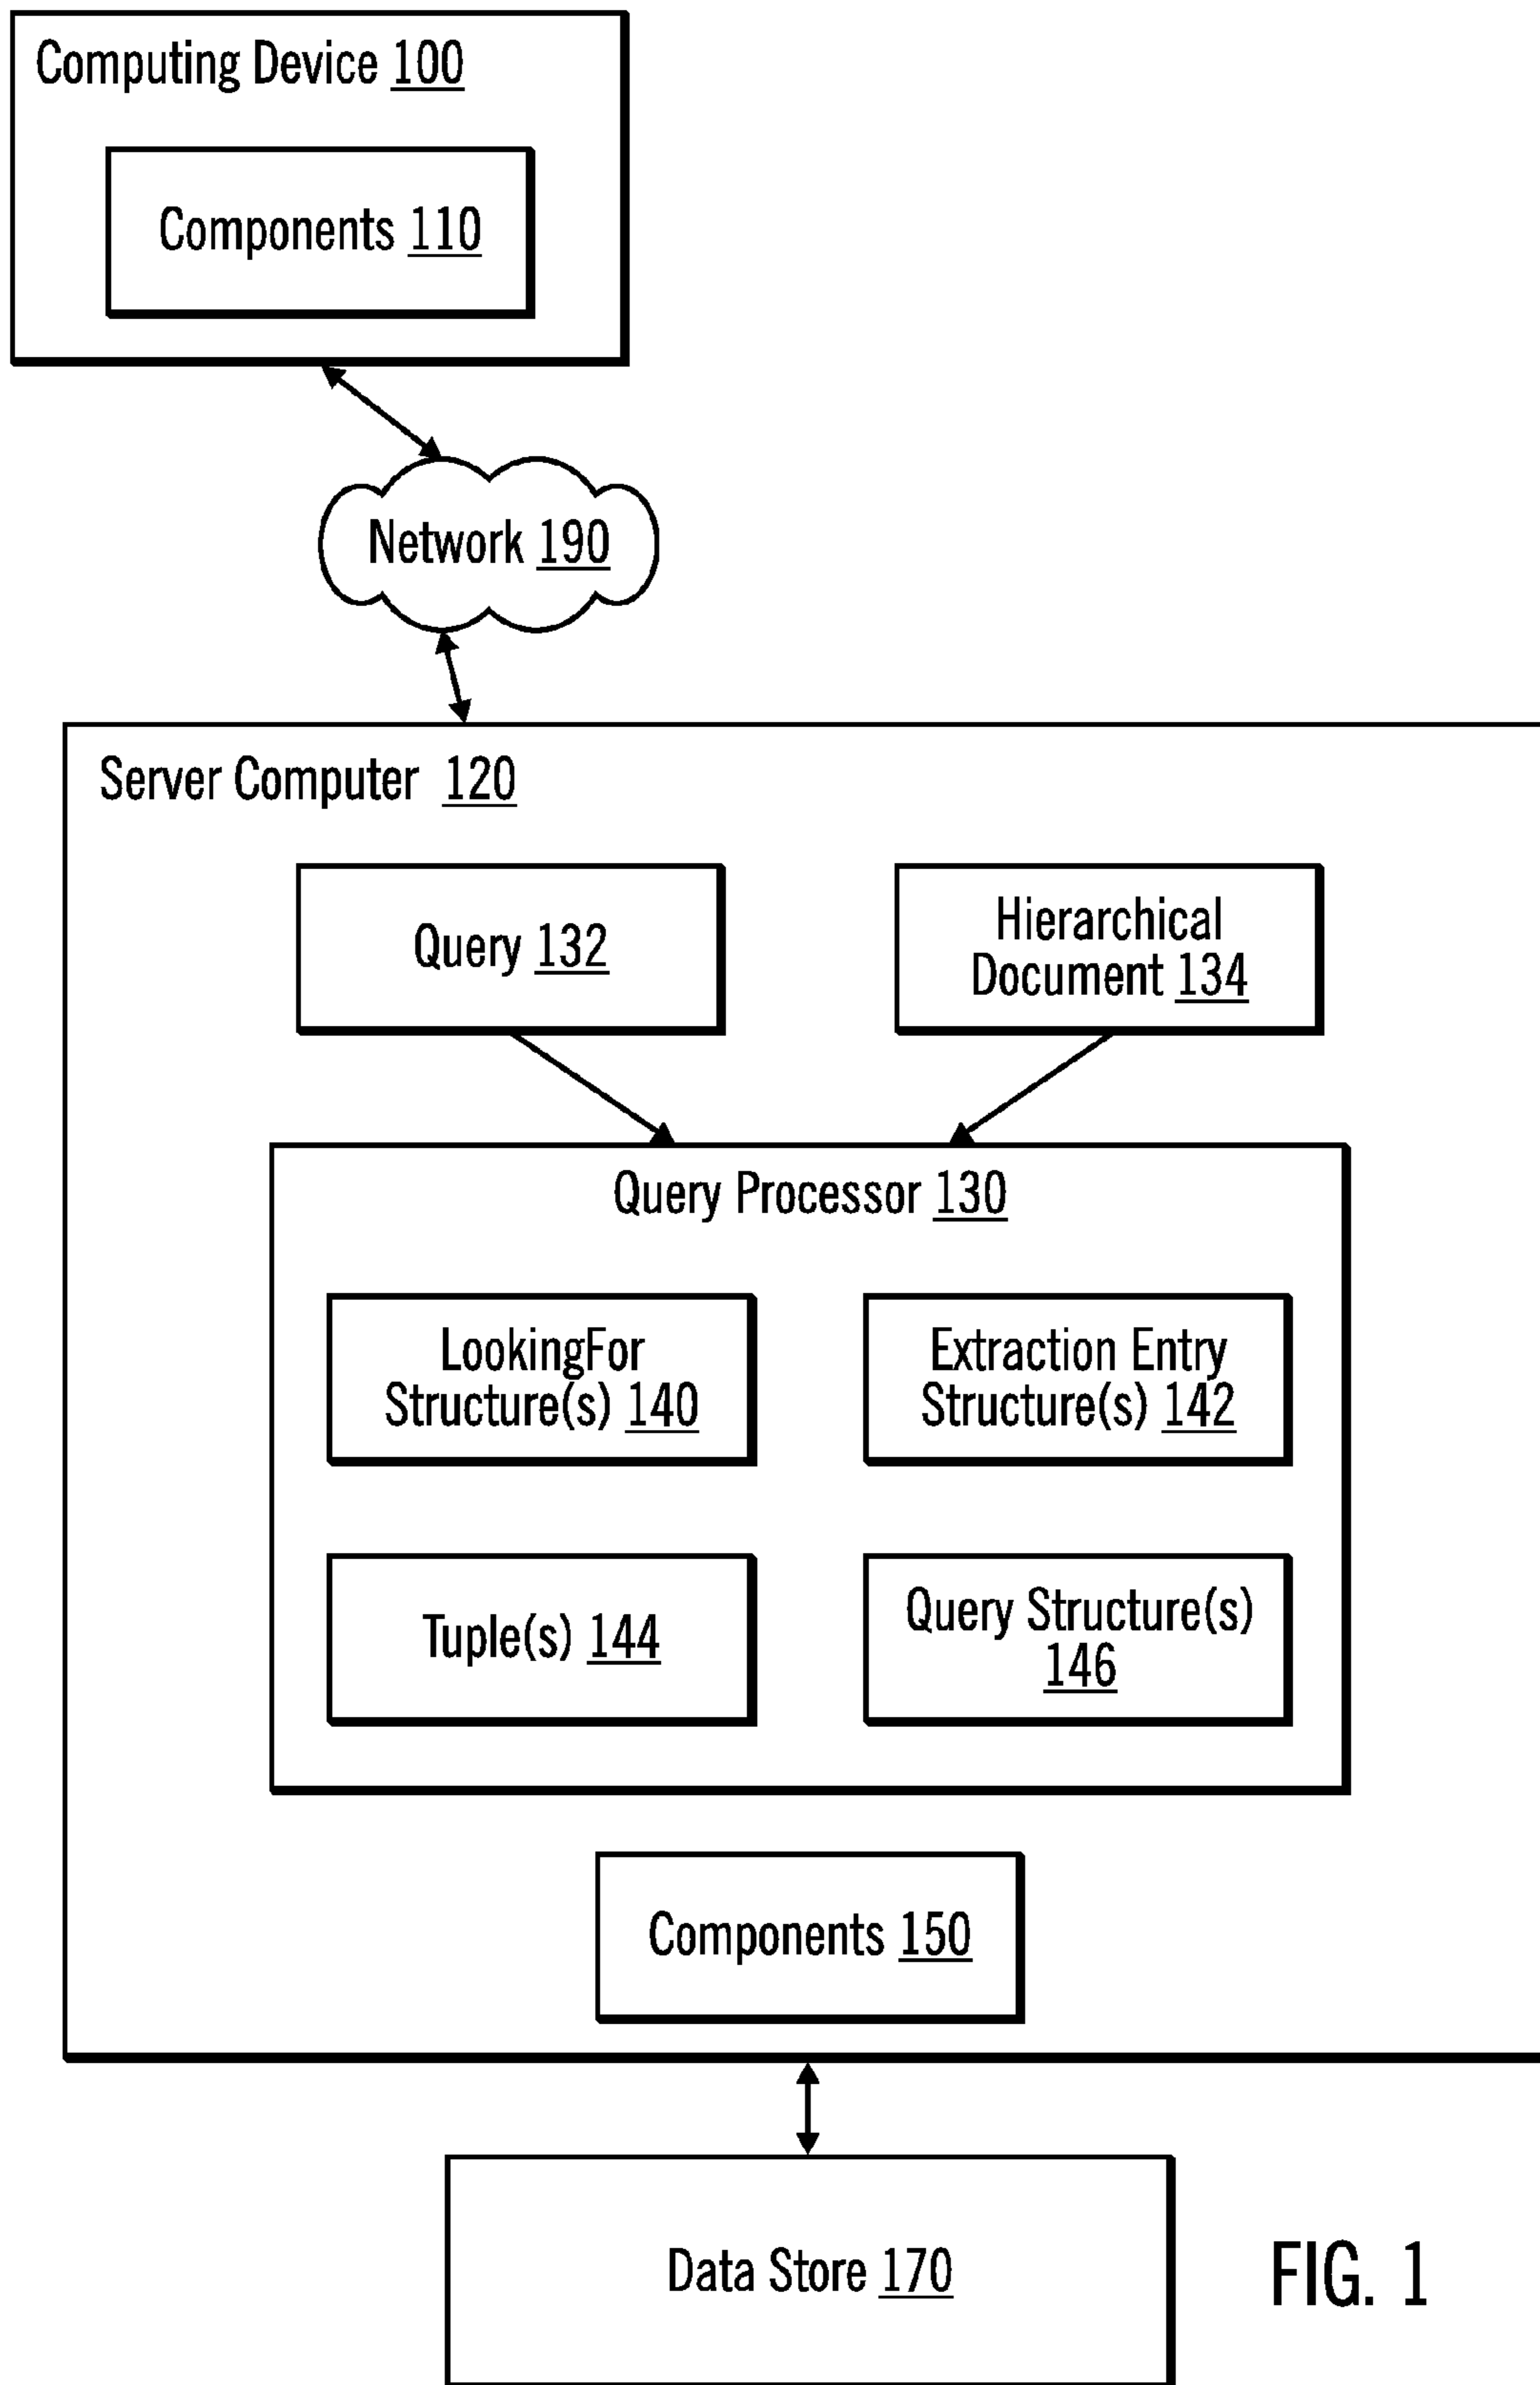 Computing Device 100
Components 110
Network 190
Server Computer 120
Query 132
Hierarchical
Document 134
Query Processor 130
LookingFor
Structure(s) 140
Extraction Entry
Structure(s) 142
Tuple(s) 144
Query Structure(s)
146
Components 150
Data Store 170
FIG. 1